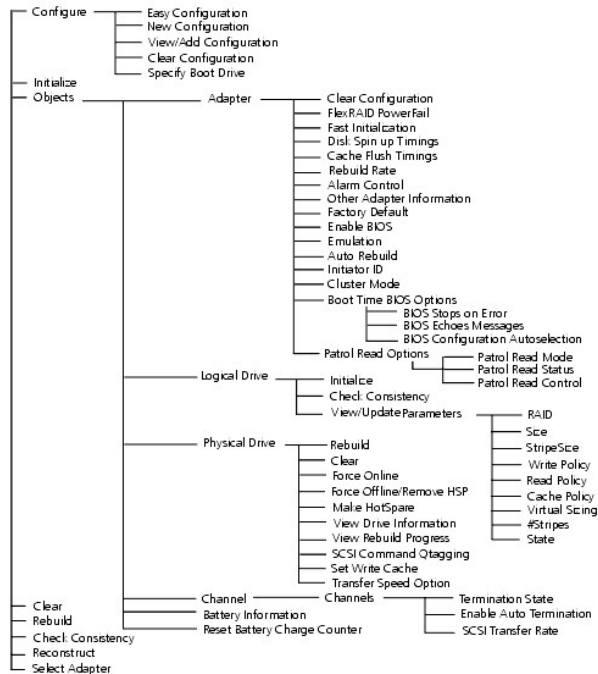 Configure
Easy Configuration
New Configuration
View/Add Configuration
Clear Configuration
Specify Boot Drive
Initialize
Objects
Adapter
Clear Configuration
FlexRAID PowerFail
Fast Initialization
Disk Spin up Timings
Cache Flush Timings
Rebuild Rate
Alarm Control
Other Adapter Information
Factory Default
Enable BIOS
Emulation
Auto Rebuild
Initiator ID
Cluster Mode
Boot Time BIOS Options
BIOS Stops on Error
BIOS Echoes Messages
BIOS Configuration Autoselection
Patrol Read Options
Patrol Read Mode
Patrol Read Status
Patrol Read Control
Logical Drive
Initialize
Check Consistency
View/Update Parameters
RAID
Size
StripeSize
Write Policy
Read Policy
Cache Policy
Virtual Sizing
#Stripes
State
Physical Drive
Rebuild
Clear
Force Online
Force Offline/Remove HSP
Make HotSpare
View Drive Information
View Rebuild Progress
SCSI Command Qtagging
Set Write Cache
Transfer Speed Option
Channel
Channels
Termination State
Enable Auto Termination
SCSI Transfer Rate
Battery Information
Reset Battery Charge Counter
Clear
Rebuild
Check Consistency
Reconstruct
Select Adapter